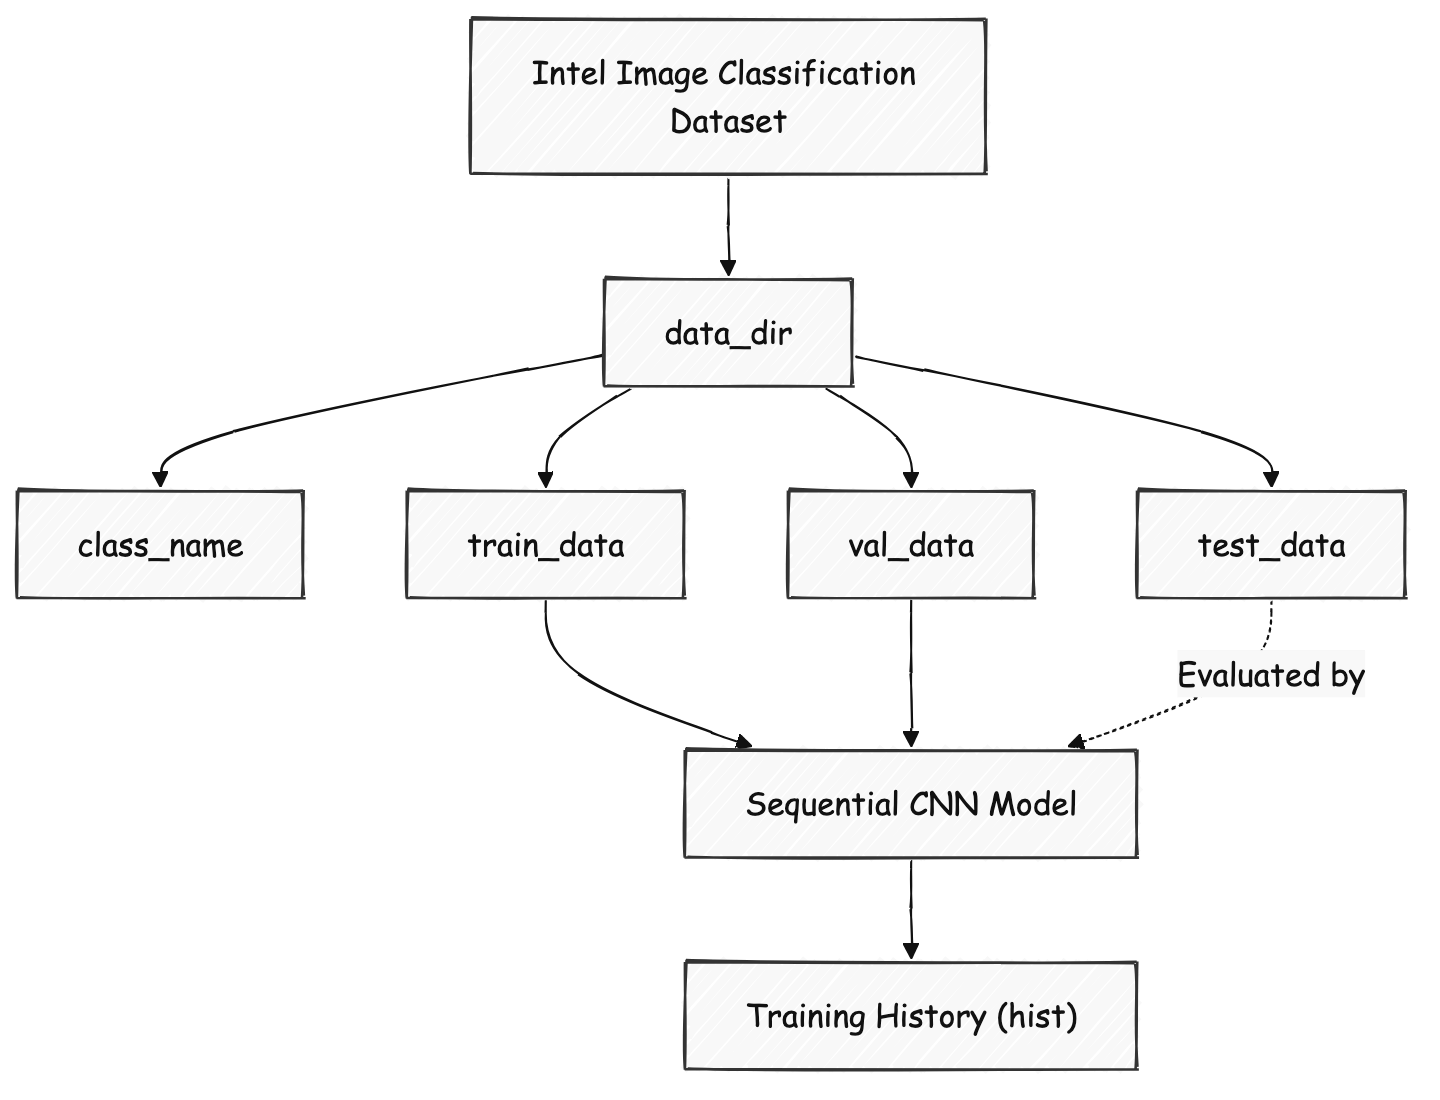 Intel Image Classification
Dataset
data_dir
class_name
train_data
val_data
test_data
Evaluated by
Sequential CNN Model
Training History (hist)